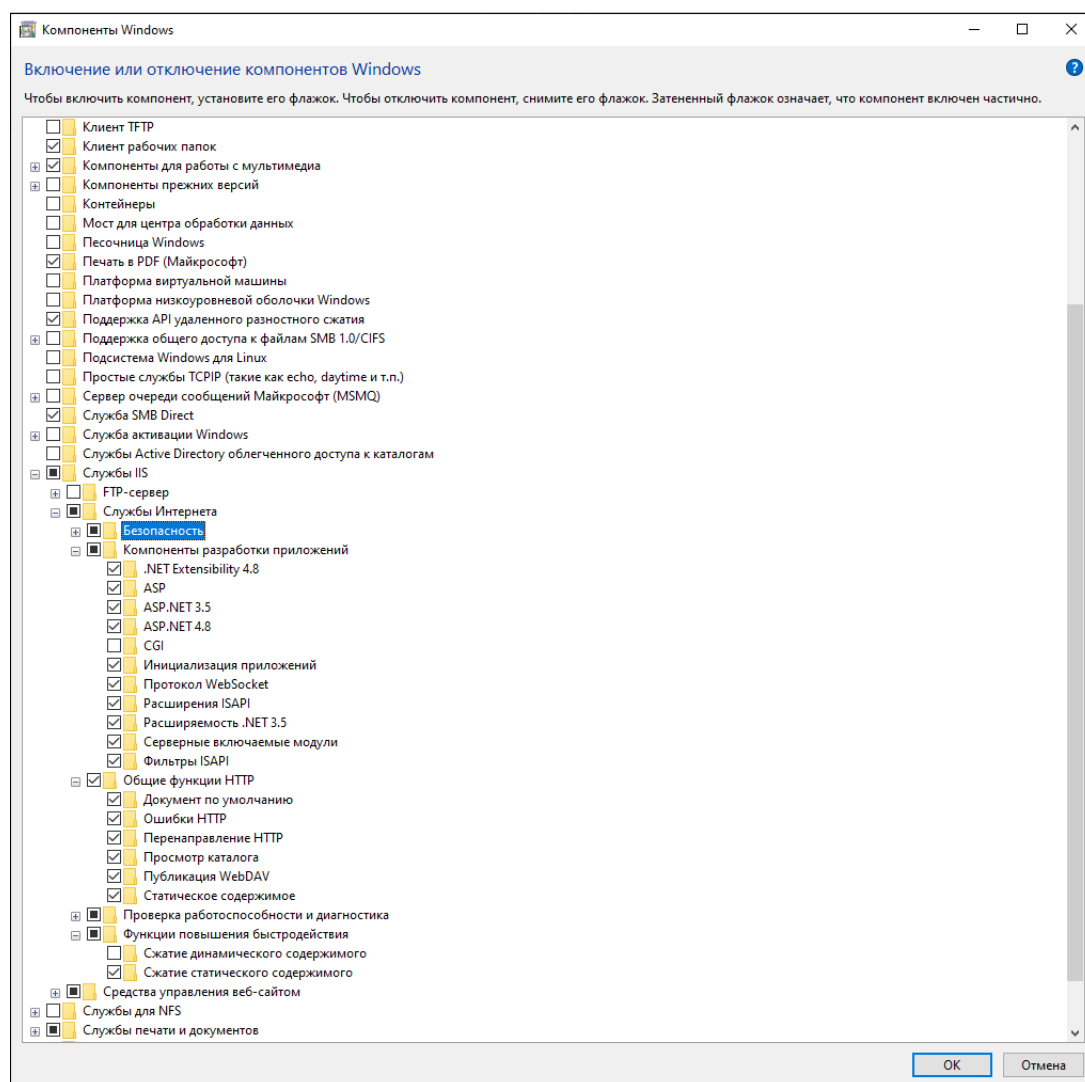 Компоненты Windows
Включение или отключение компонентов Windows
?
Чтобы включить компонент, установите его флажок. Чтобы отключить компонент, снимите его флажок. Затененный флажок означает, что компонент включен частично.
Клиент TFTP
Клиент рабочих папок
Компоненты для работы с мультимедиа
Компоненты прежних версий
Контейнеры
Мост для центра обработки данных
Песочница Windows
Печать в PDF (Майкрософт)
Платформа виртуальной машины
Платформа низкоуровневой оболочки Windows
Поддержка API удаленного разностного сжатия
Поддержка общего доступа к файлам SMB 1.0/CIFS
Подсистема Windows для Linux
Простые службы TCPIP (такие как echo, daytime и т.п.)
Сервер очереди сообщений Майкрософт (MSMQ)
Служба SMB Direct
Служба активации Windows
Службы Active Directory облегченного доступа к каталогам
Службы IIS
FTP-сервер
Службы Интернета
Безопасность
Компоненты разработки приложений
.NET Extensibility 4.8
ASP
ASP.NET 3.5
ASP.NET 4.8
CGI
Инициализация приложений
Протокол WebSocket
Расширения ISAPI
Расширяемость .NET 3.5
Серверные включаемые модули
Фильтры ISAPI
Общие функции HTTP
Документ по умолчанию
Ошибки HTTP
Перенаправление HTTP
Просмотр каталога
Публикация WebDAV
Статическое содержимое
Проверка работоспособности и диагностика
Функции повышения быстродействия
Сжатие динамического содержимого
Сжатие статического содержимого
Средства управления веб-сайтом
Службы для NFS
Службы печати и документов
ОК
Отмена